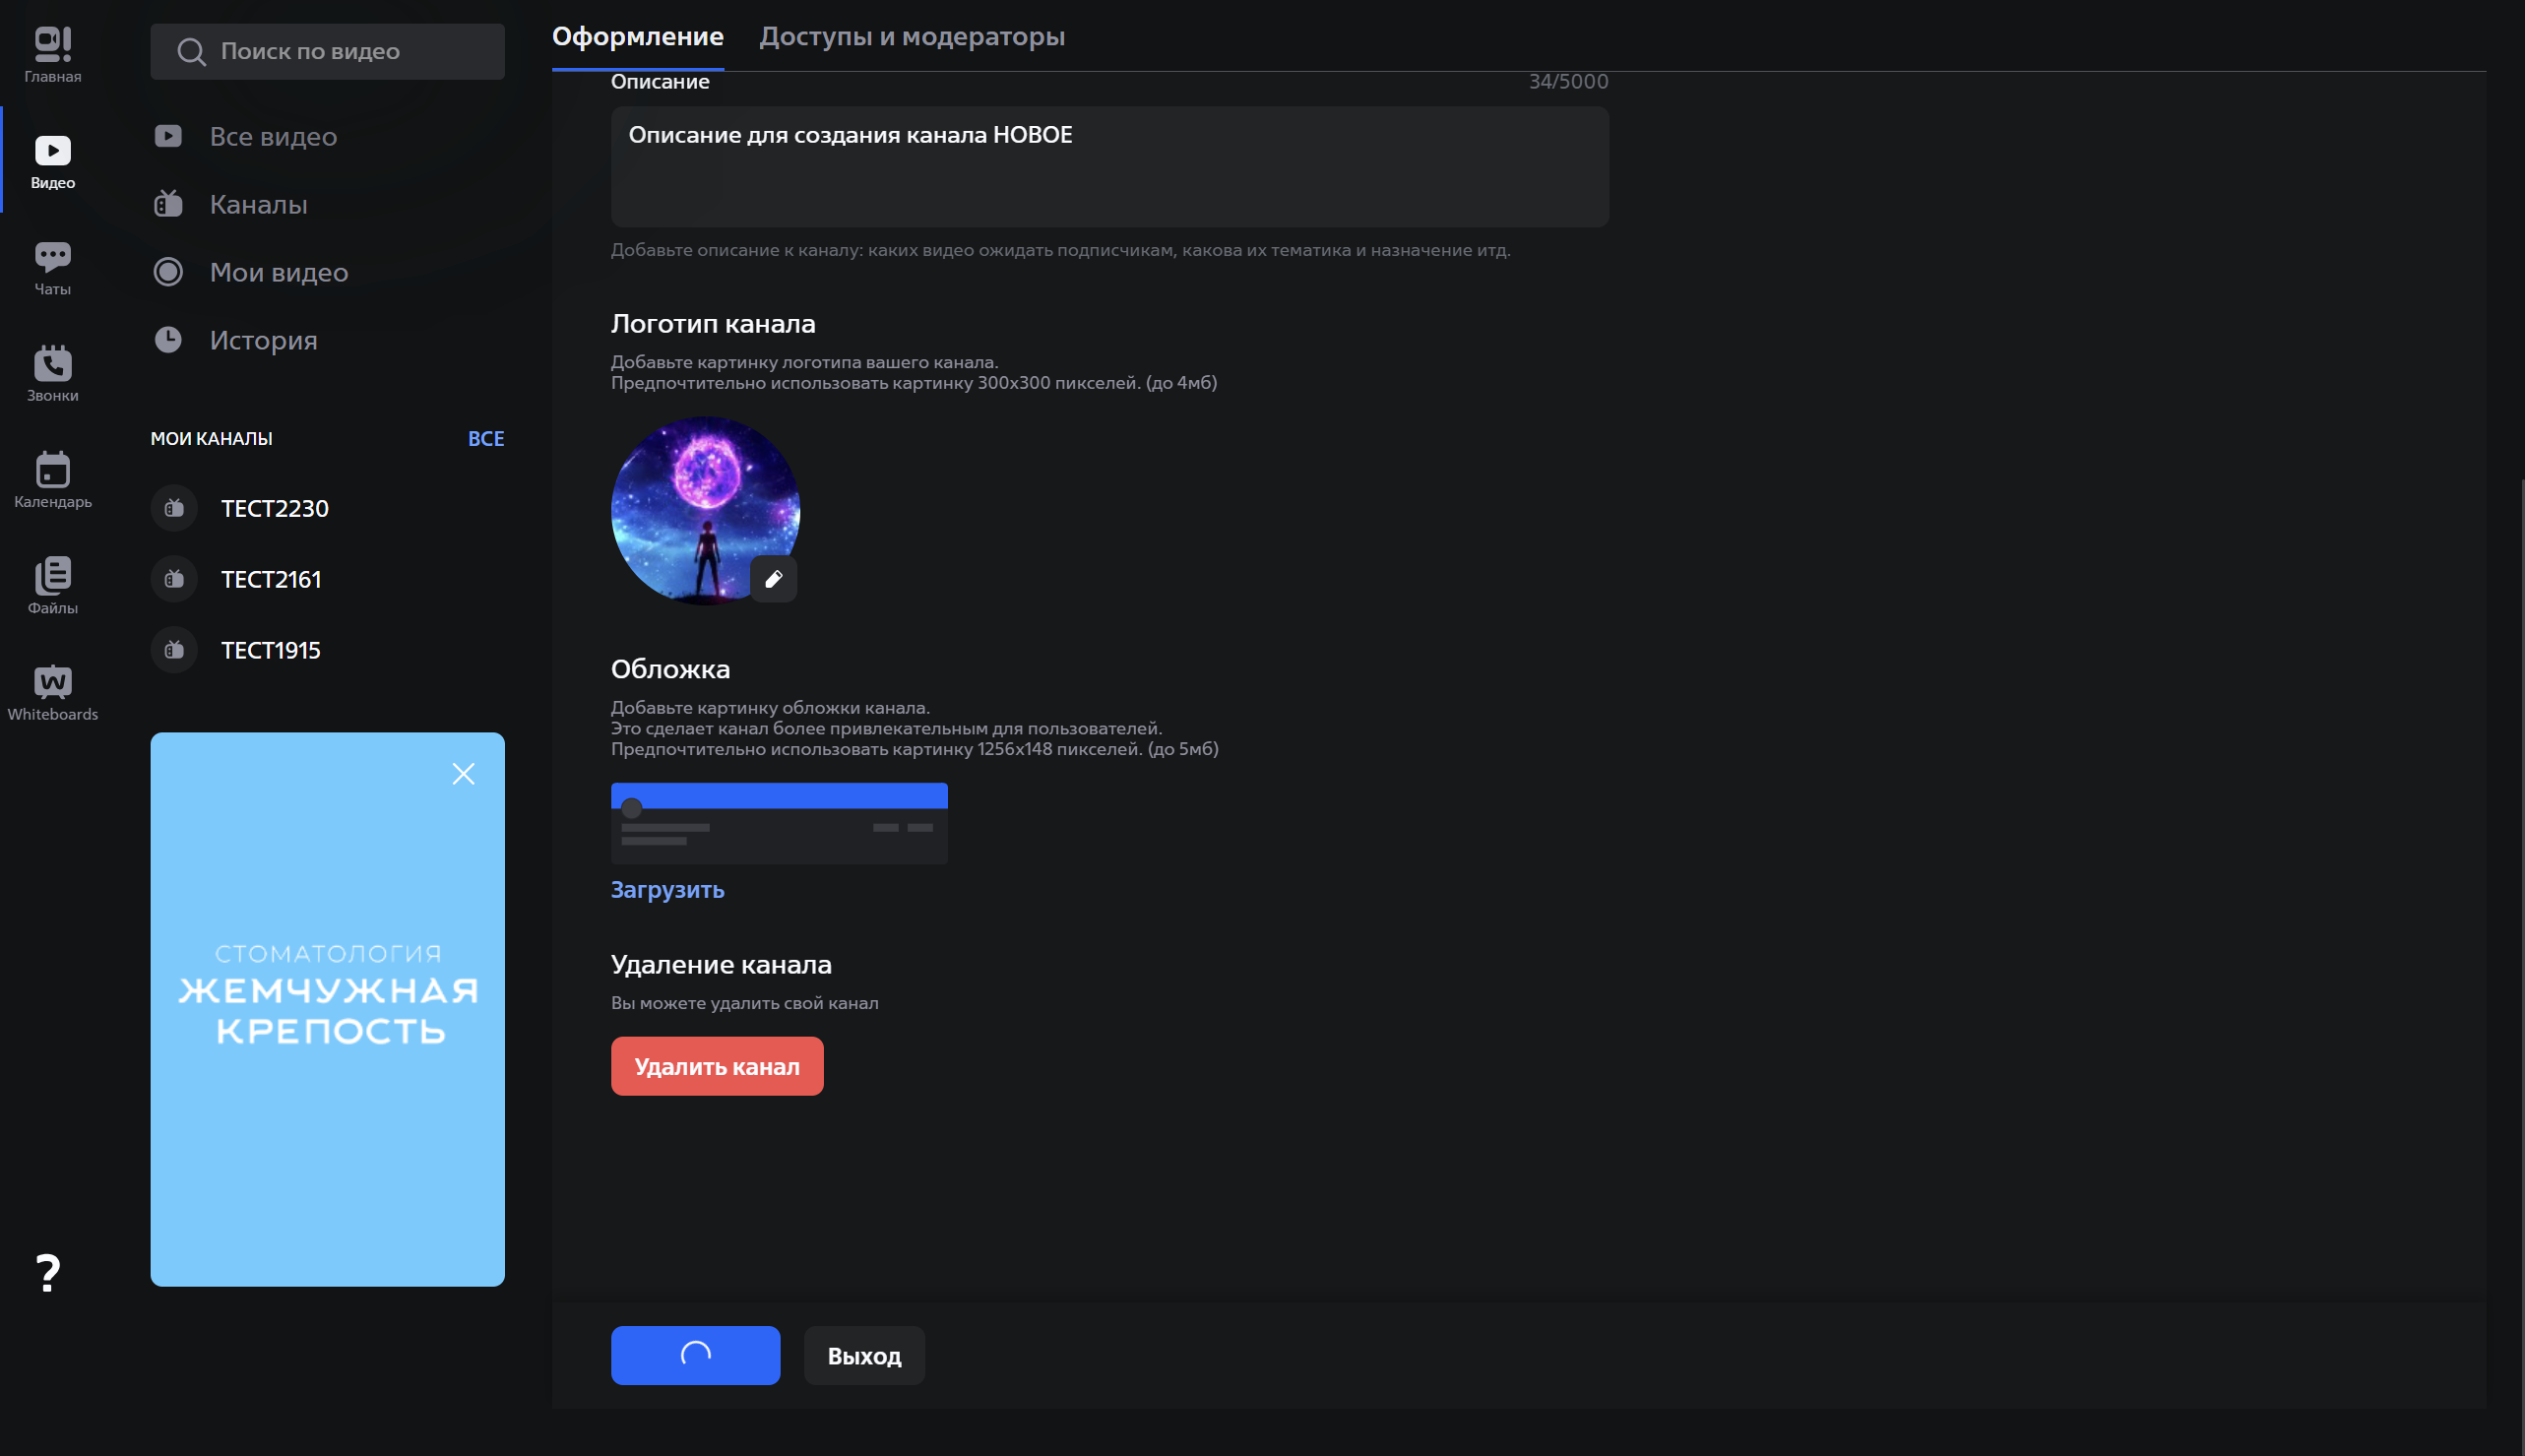 Главная
Видео
Чаты
Звонки
Календарь
Файлы
Whiteboards
?
Поиск по видео
Все видео
Каналы
Мои видео
История
МОИ КАНАЛЫ
ВСЕ
ТЕСТ2230
ТЕСТ2161
ТЕСТ1915
СТОМАТОЛОГИЯ
ЖЕМЧУЖНАЯ
КРЕПОСТЬ
Оформление
Доступы и модераторы
Описание
34/5000
Описание для создания канала НОВОЕ
Добавьте описание к каналу: каких видео ожидать подписчикам, какова их тематика и назначение итд.
Логотип канала
Добавьте картинку логотипа вашего канала.
Предпочтительно использовать картинку 300x300 пикселей. (до 4мб)
Обложка
Добавьте картинку обложки канала.
Это сделает канал более привлекательным для пользователей.
Предпочтительно использовать картинку 1256x148 пикселей. (до 5мб)
Загрузить
Удаление канала
Вы можете удалить свой канал
Удалить канал
Выход